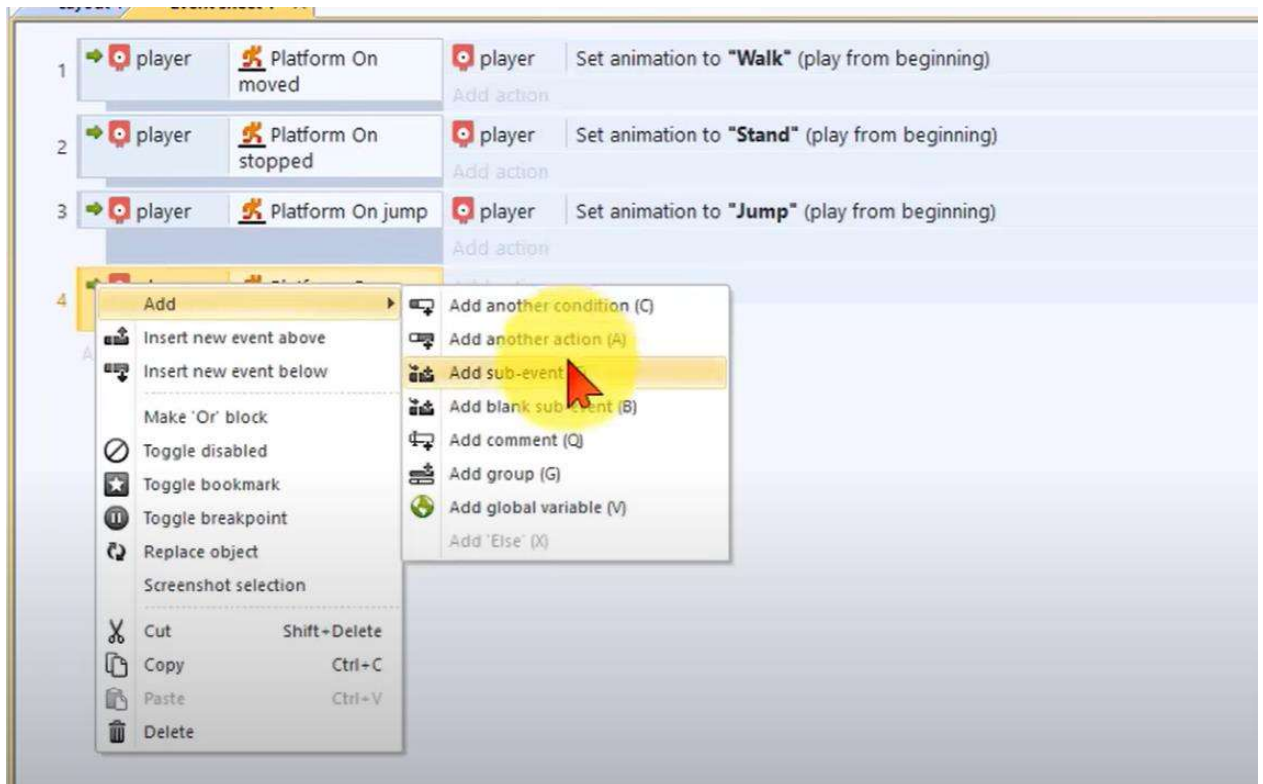 Layout 1 Event sheet 1 ×
1 player Platform On moved player Set animation to "Walk" (play from beginning)
Add action
2 player Platform On stopped player Set animation to "Stand" (play from beginning)
Add action
3 player Platform On jump player Set animation to "Jump" (play from beginning)
Add action
4
Add
Insert new event above
Insert new event below
Make 'Or' block
Toggle disabled
Toggle bookmark
Toggle breakpoint
Replace object
Screenshot selection
Cut Shift+Delete
Copy Ctrl+C
Paste Ctrl+V
Delete
Add another condition (C)
Add another action (A)
Add sub-event
Add blank sub-event (B)
Add comment (Q)
Add group (G)
Add global variable (V)
Add 'Else' (X)